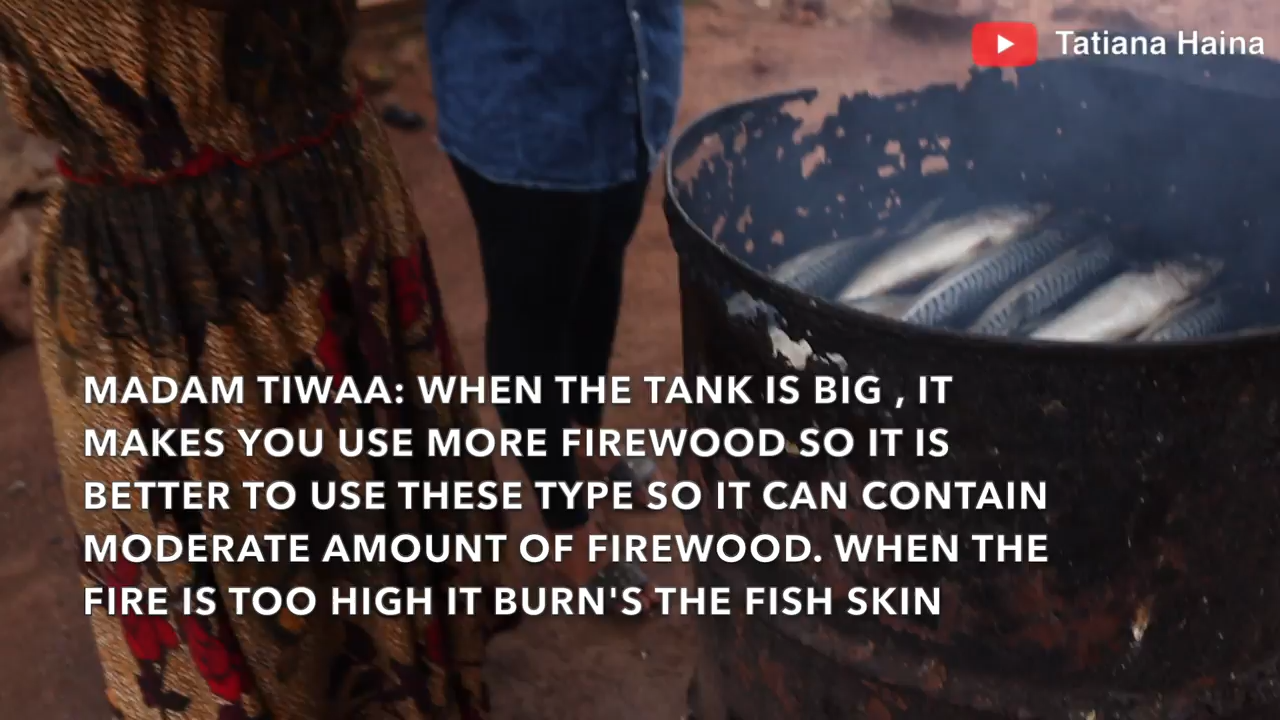 Tatiana Haina
MADAM TIWAA: WHEN THE TANK IS BIG , IT
MAKES YOU USE MORE FIREWOOD SO IT IS
BETTER TO USE THESE TYPE SO IT CAN CONTAIN
MODERATE AMOUNT OF FIREWOOD. WHEN THE
FIRE IS TOO HIGH IT BURN'S THE FISH SKIN